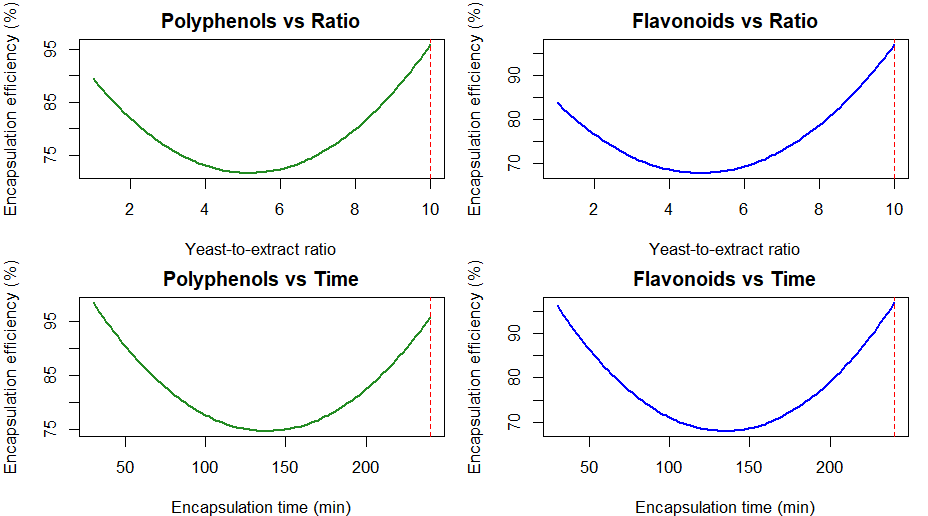 Polyphenols vs Ratio
Encapsulation efficiency (%)
95
85
75
2 4 6 8 10
Yeast-to-extract ratio
Flavonoids vs Ratio
Encapsulation efficiency (%)
90
80
70
2 4 6 8 10
Yeast-to-extract ratio
Polyphenols vs Time
Encapsulation efficiency (%)
95
85
75
50 100 150 200
Encapsulation time (min)
Flavonoids vs Time
Encapsulation efficiency (%)
90
80
70
50 100 150 200
Encapsulation time (min)